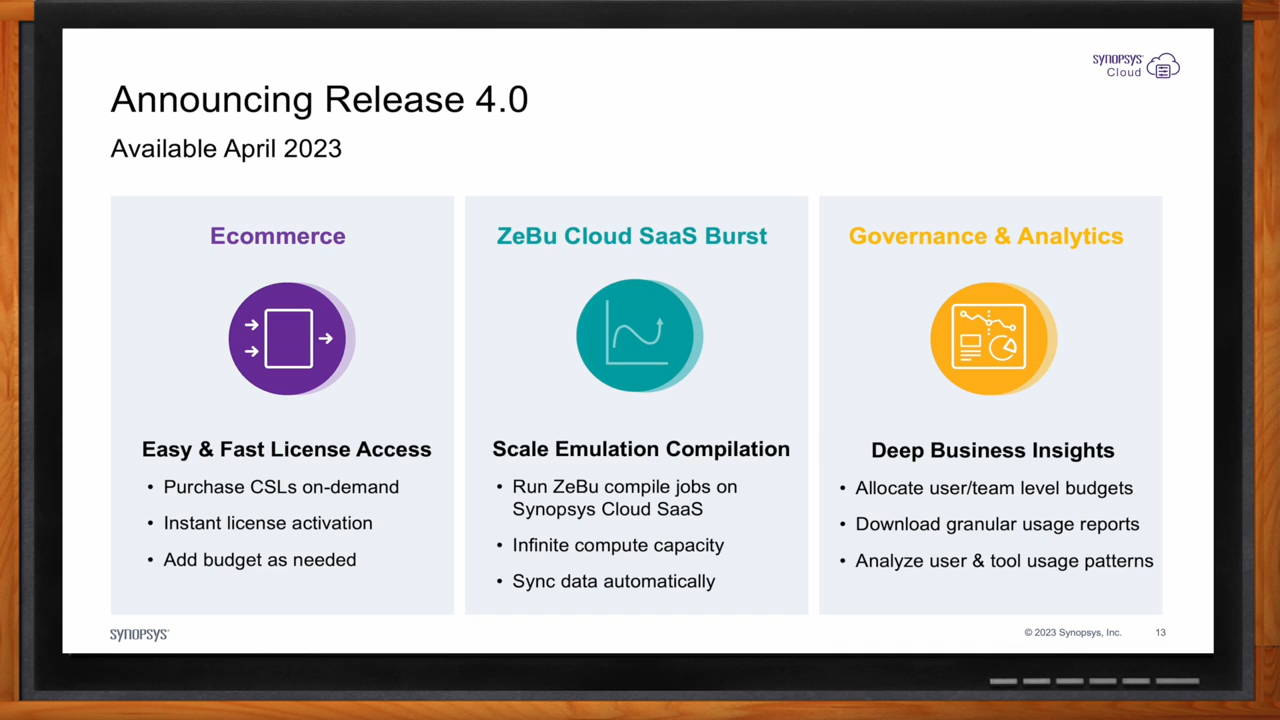 SYNOPSYS
Cloud
Announcing Release 4.0
Available April 2023
Ecommerce
Easy & Fast License Access
• Purchase CSLs on-demand
• Instant license activation
• Add budget as needed
ZeBu Cloud SaaS Burst
Scale Emulation Compilation
• Run ZeBu compile jobs on
Synopsys Cloud SaaS
• Infinite compute capacity
• Sync data automatically
Governance & Analytics
Deep Business Insights
• Allocate user/team level budgets
• Download granular usage reports
• Analyze user & tool usage patterns
SYNOPSYS®
© 2023 Synopsys, Inc. 13